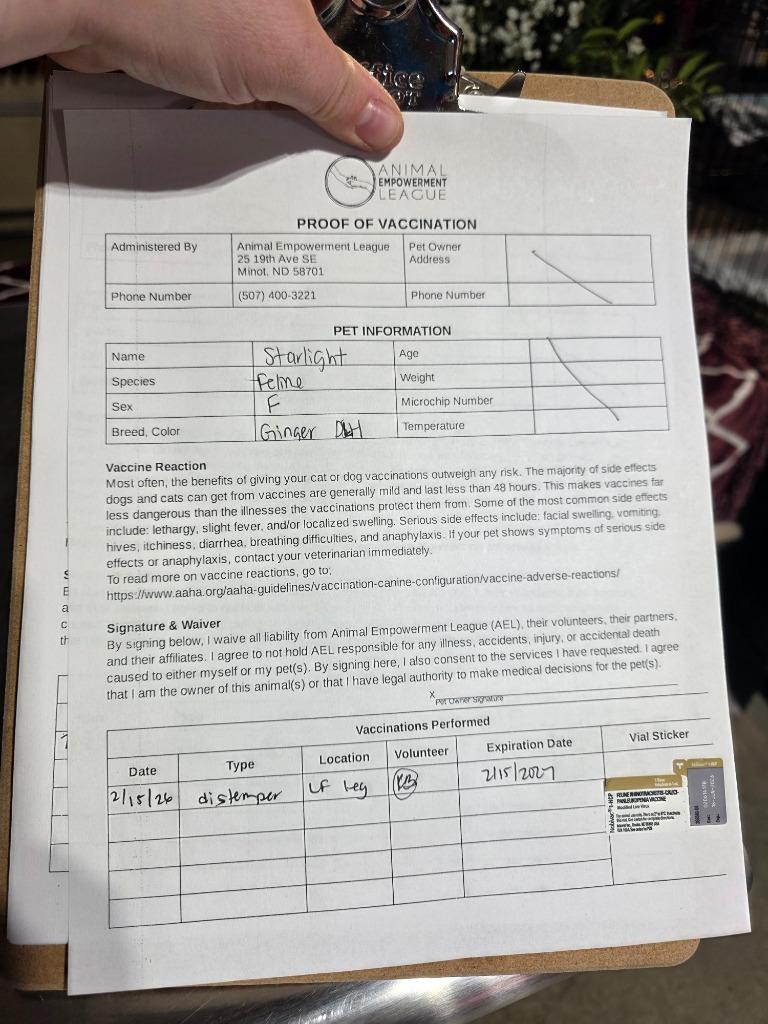 Office
ANIMAL
EMPOWERMENT
LEAGUE
PROOF OF VACCINATION
Administered By Animal Empowerment League Pet Owner
25 19th Ave SE Address
Minot, ND 58701
Phone Number (507) 400-3221 Phone Number
PET INFORMATION
Name Starlight Age
Species Feline Weight
Sex F Microchip Number
Breed, Color Ginger Temperature
Vaccine Reaction
Most often, the benefits of giving your cat or dog vaccinations outweigh any risk. The majority of side effects
dogs and cats can get from vaccines are generally mild and last less than 48 hours. This makes vaccines far
less dangerous than the illnesses the vaccinations protect them from. Some of the most common side effects
include: lethargy, slight fever, and/or localized swelling. Serious side effects include: facial swelling, vomiting,
hives, itchiness, diarrhea, breathing difficulties, and anaphylaxis. If your pet shows symptoms of serious side
effects or anaphylaxis, contact your veterinarian immediately.
To read more on vaccine reactions, go to:
https://www.aaha.org/aaha-guidelines/vaccination-canine-configuration/vaccine-adverse-reactions/
Signature & Waiver
By signing below, I waive all liability from Animal Empowerment League (AEL), their volunteers, their partners,
and their affiliates. I agree to not hold AEL responsible for any illness, accidents, injury, or accidental death
caused to either myself or my pet(s). By signing here, I also consent to the services I have requested. I agree
that I am the owner of this animal(s) or that I have legal authority to make medical decisions for the pet(s).
X
Pet Owner Signature
Vaccinations Performed
Date Type Location Volunteer Expiration Date Vial Sticker
2/15/26 distemper LF Leg KB 2/15/2027
Nobivac 1-HCP
FELINE RHINOTRACHEITIS-CALICI-
PANLEUKOPENIA VACCINE
Modified Live Virus